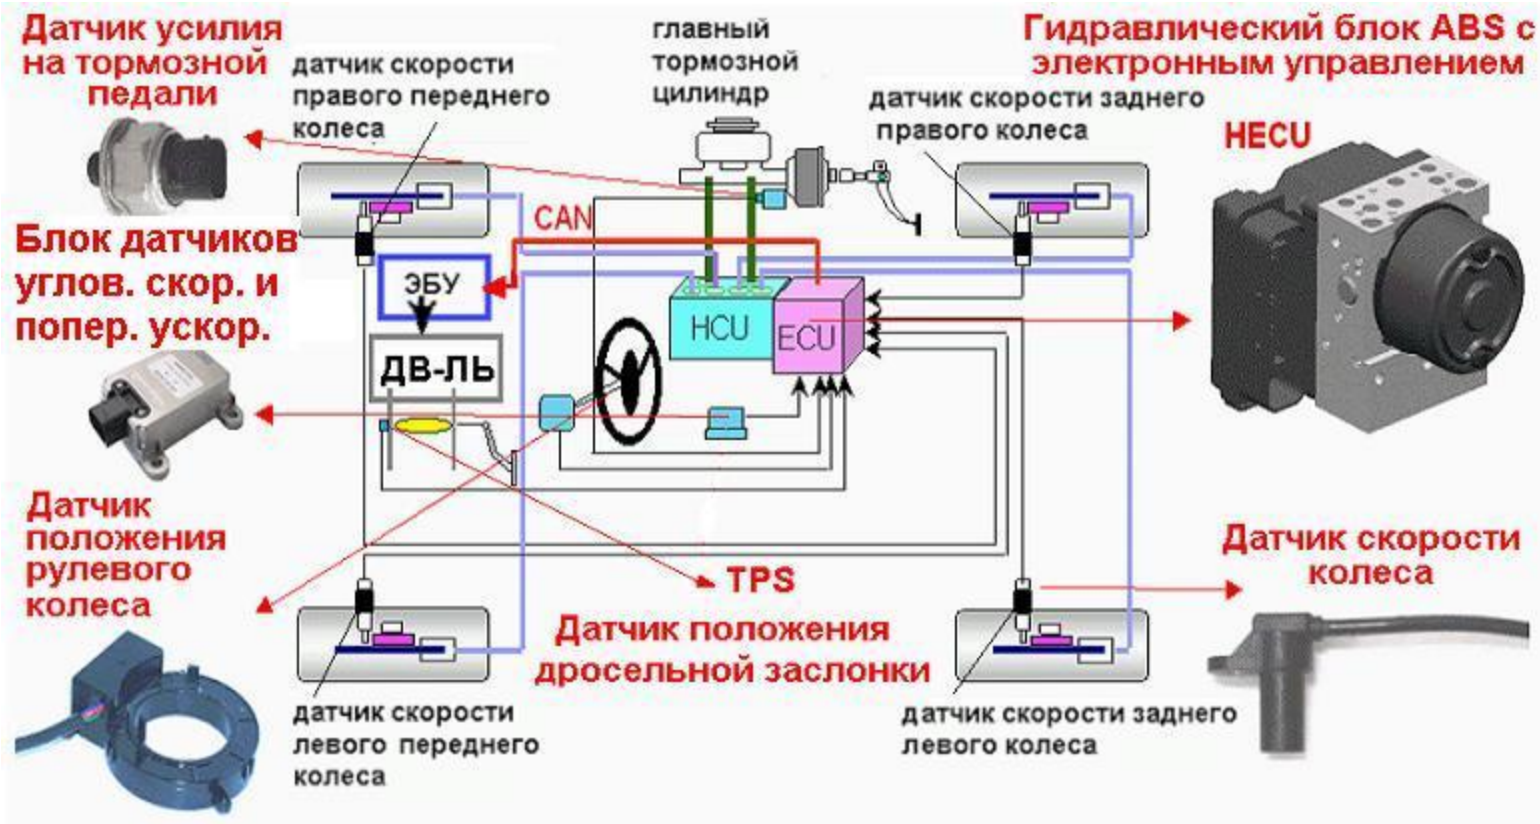 Датчик усилия
на тормозной
педали
датчик скорости
правого переднего
колеса
главный
тормозной
цилиндр
датчик скорости заднего
правого колеса
Гидравлический блок ABS с
электронным управлением
HECU
Блок датчиков
углов. скор. и
попер. ускор.
CAN
ЭБУ
HCU
ECU
ДВ-ЛЬ
Датчик
положения
рулевого
колеса
TPS
Датчик положения
дросельной заслонки
Датчик скорости
колеса
датчик скорости
левого переднего
колеса
датчик скорости заднего
левого колеса